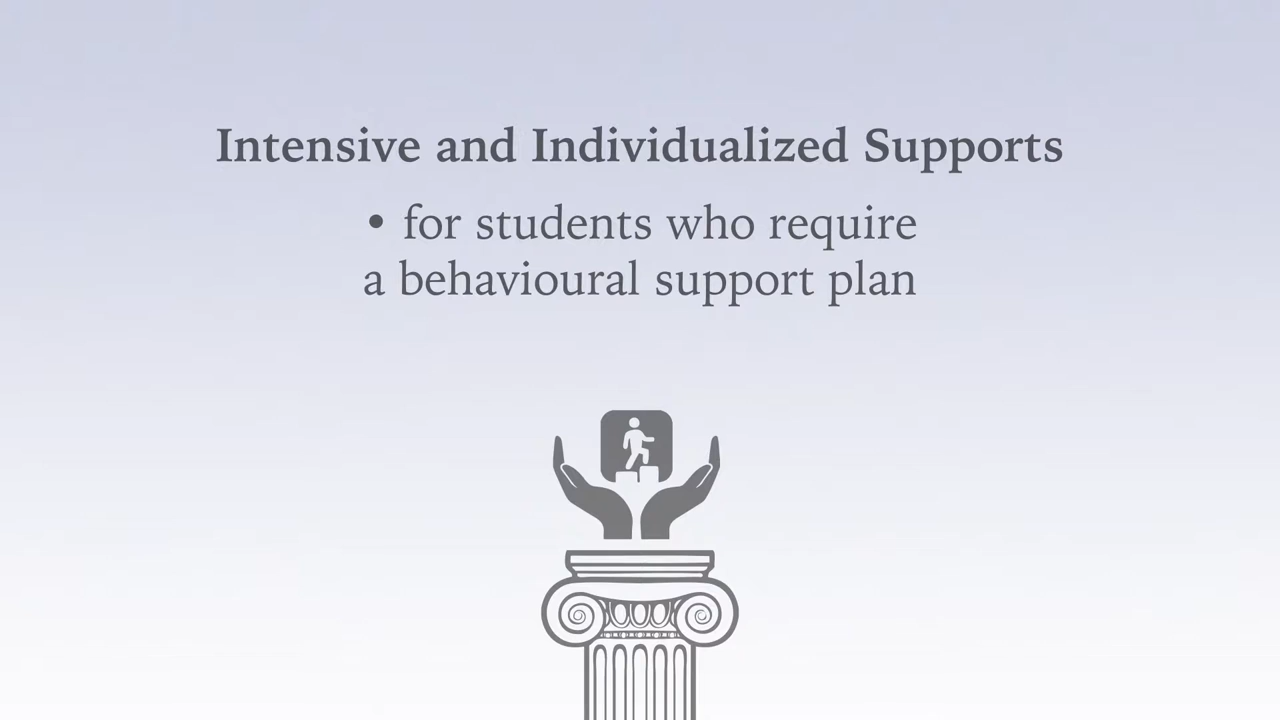 Intensive and Individualized Supports
• for students who require
a behavioural support plan